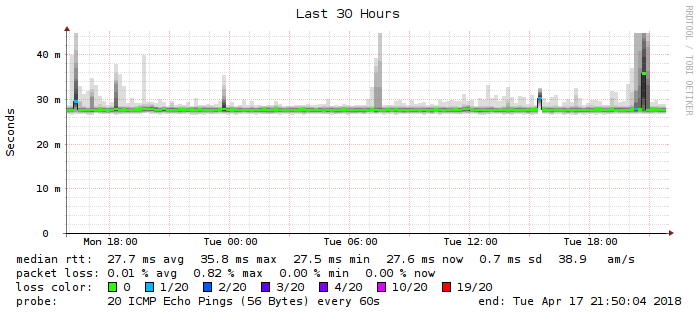 Last 30 Hours
RRDTOOL / TOBI OETIKER
Seconds
40 m
30 m
20 m
10 m
0
Mon 18:00 Tue 00:00 Tue 06:00 Tue 12:00 Tue 18:00
median rtt: 27.7 ms avg 35.8 ms max 27.5 ms min 27.6 ms now 0.7 ms sd 38.9 am/s
packet loss: 0.01 % avg 0.82 % max 0.00 % min 0.00 % now
loss color: 0 1/20 2/20 3/20 4/20 10/20 19/20
probe: 20 ICMP Echo Pings (56 Bytes) every 60s end: Tue Apr 17 21:50:04 2018